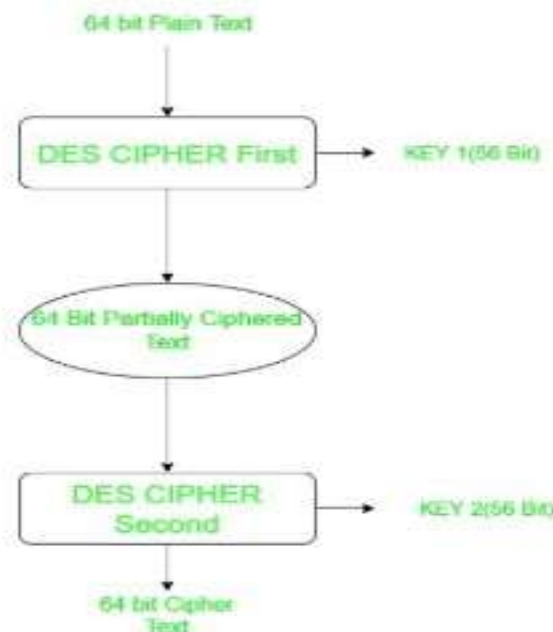 64 bit Plain Text
DES CIPHER First
KEY 1(56 Bit)
64 Bit Partially Ciphered
Text
DES CIPHER
Second
KEY 2(56 Bit)
64 bit Cipher
Text